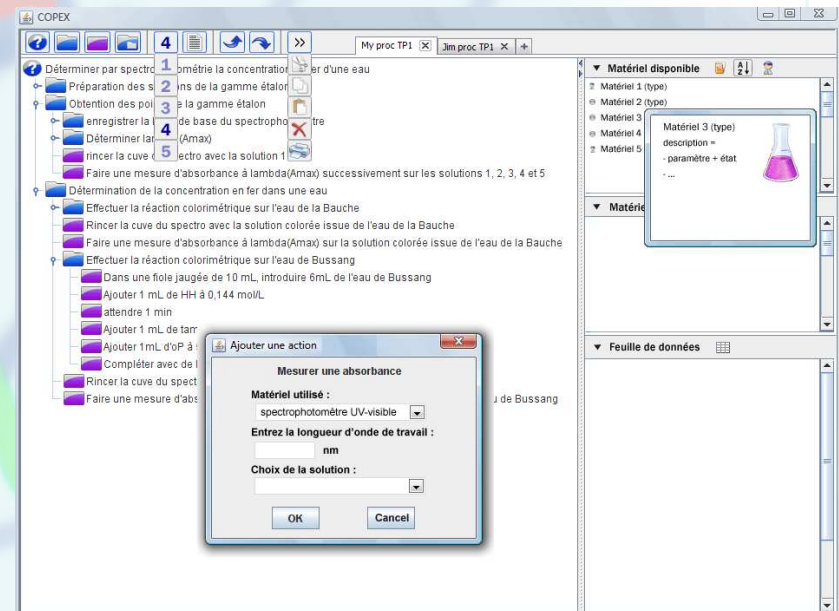 COPEX
4 >> My proc TP1 X Jim proc TP1 X +
1
2
3
4
5
Déterminer par spectro ométrie la concentration er d'une eau
Préparation des s ons de la gamme étalon
Obtention des poi e la gamme étalon
enregistrer la de base du spectropho tre
Déterminer la (Amax)
rincer la cuve ectro avec la solution 1
Faire une mesure d'absorbance à lambda(Amax) successivement sur les solutions 1, 2, 3, 4 et 5
Détermination de la concentration en fer dans une eau
Effectuer la réaction colorimétrique sur l'eau de la Bauche
Rincer la cuve du spectro avec la solution colorée issue de l'eau de la Bauche
Faire une mesure d'absorbance à lambda(Amax) sur la solution colorée issue de l'eau de la Bauche
Effectuer la réaction colorimétrique sur l'eau de Bussang
Dans une fiole jaugée de 10 mL, introduire 6mL de l'eau de Bussang
Ajouter 1 mL de HH à 0,144 mol/L
attendre 1 min
Ajouter 1 mL de tam
Ajouter 1mL d'oP à
Compléter avec de l
Rincer la cuve du spect
Faire une mesure d'abs u de Bussang
Ajouter une action
Mesurer une absorbance
Matériel utilisé :
spectrophotomètre UV-visible
Entrez la longueur d'onde de travail :
nm
Choix de la solution :
OK Cancel
Matériel disponible
Matériel 1 (type)
Matériel 2 (type)
Matériel 3
Matériel 4
Matériel 5
Matériel 3 (type)
description =
- paramètre + état
- ...
Matérie
Feuille de données